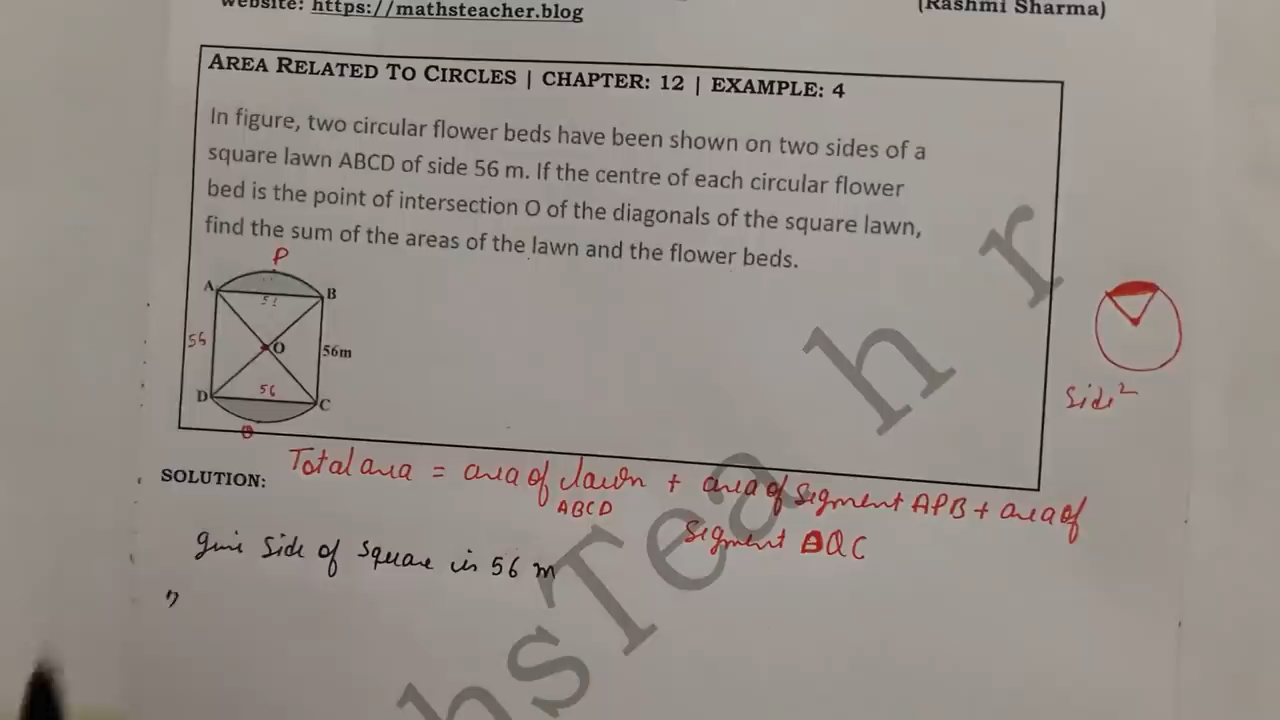 website: https://mathsteacher.blog
(Rashmi Sharma)
AREA RELATED TO CIRCLES | CHAPTER: 12 | EXAMPLE: 4
In figure, two circular flower beds have been shown on two sides of a
square lawn ABCD of side 56 m. If the centre of each circular flower
bed is the point of intersection O of the diagonals of the square lawn,
find the sum of the areas of the lawn and the flower beds.
P
A
B
56
O
56m
56
D
C
Side²
SOLUTION:
Total area = area of lawn + area of segment APB + area of
ABCD
segment DQC
side of square is 56 m
hsTea h r